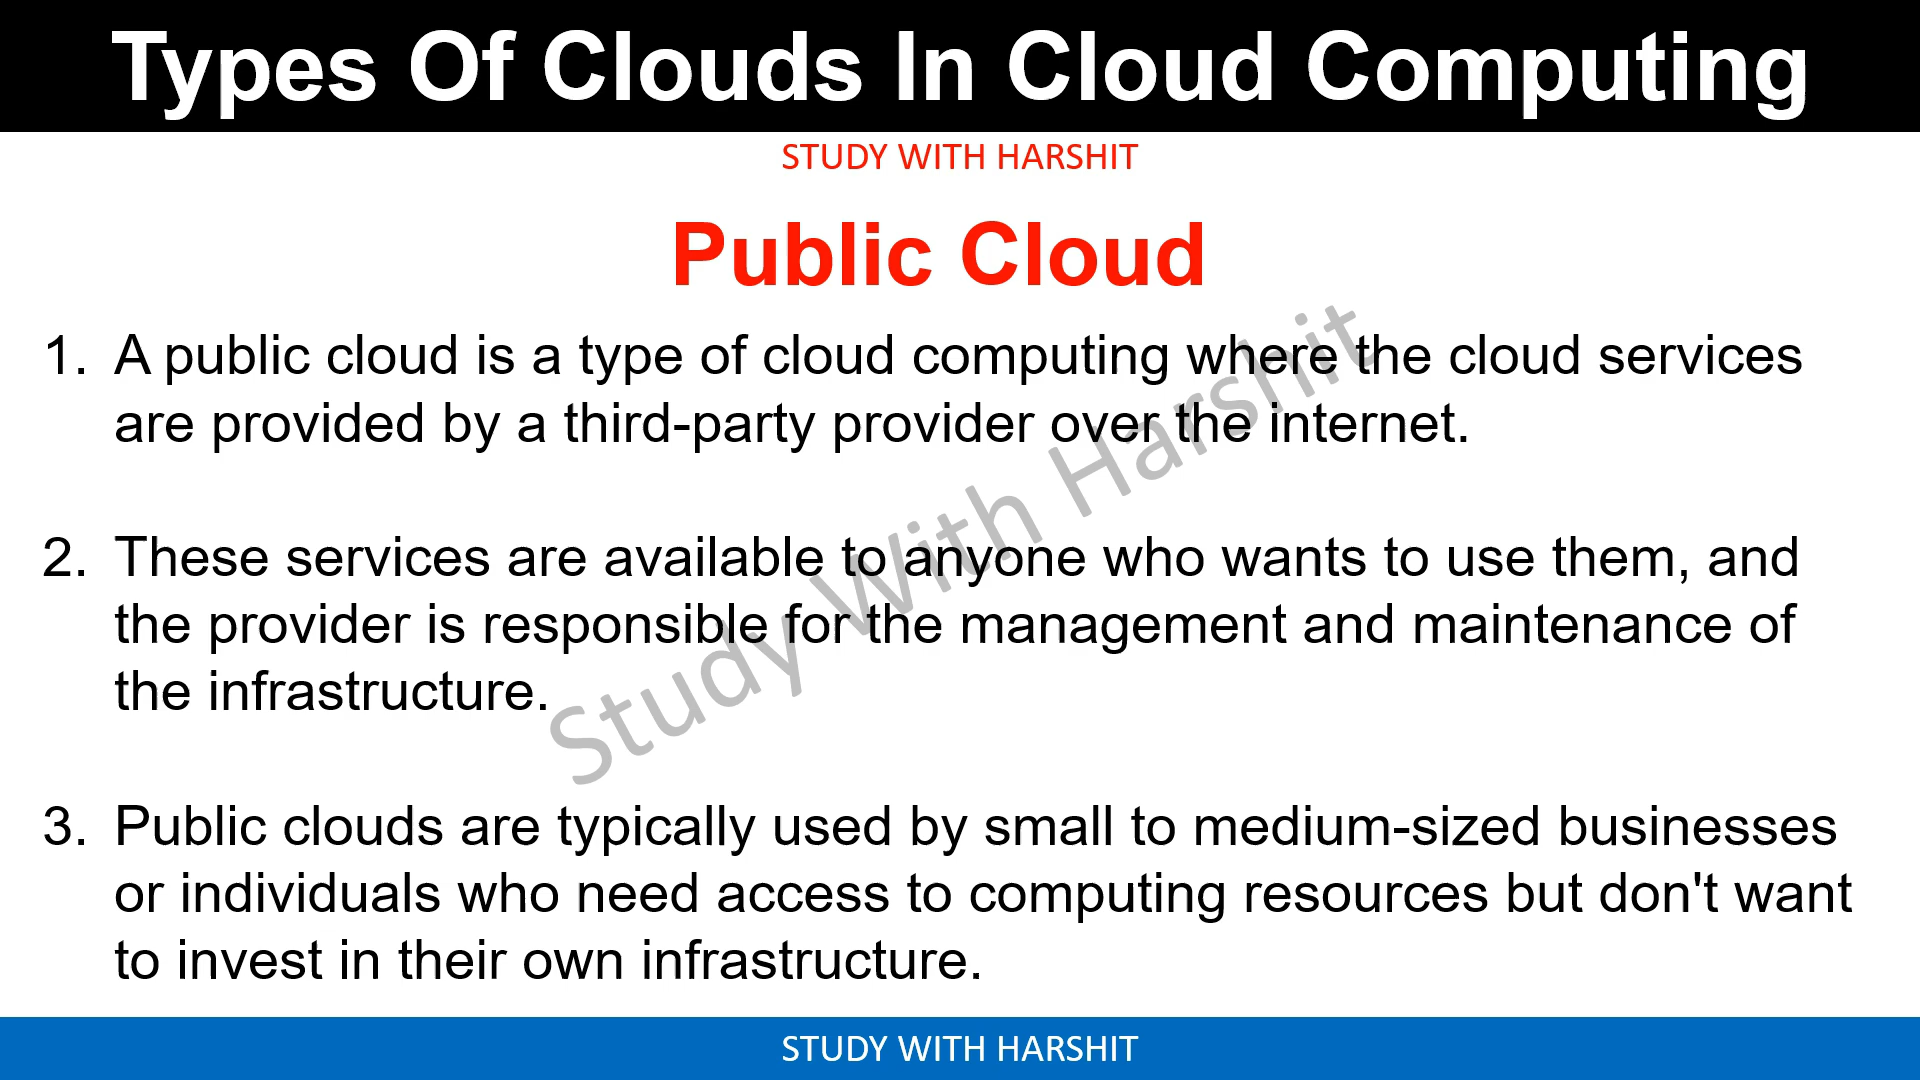 Types Of Clouds In Cloud Computing
STUDY WITH HARSHIT
Public Cloud
1. A public cloud is a type of cloud computing where the cloud services
are provided by a third-party provider over the internet.
2. These services are available to anyone who wants to use them, and
the provider is responsible for the management and maintenance of
the infrastructure.
3. Public clouds are typically used by small to medium-sized businesses
or individuals who need access to computing resources but don't want
to invest in their own infrastructure.
Study With Harshit
STUDY WITH HARSHIT